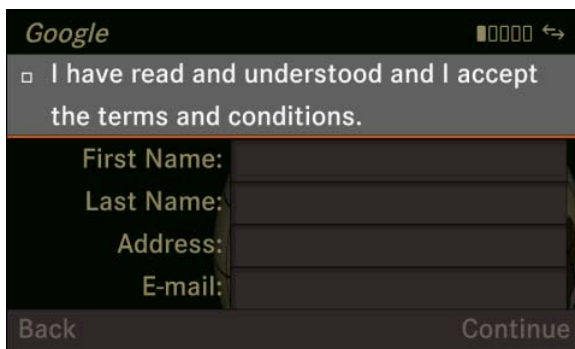 Google
I have read and understood and I accept
the terms and conditions.
First Name:
Last Name:
Address:
E-mail:
Back Continue